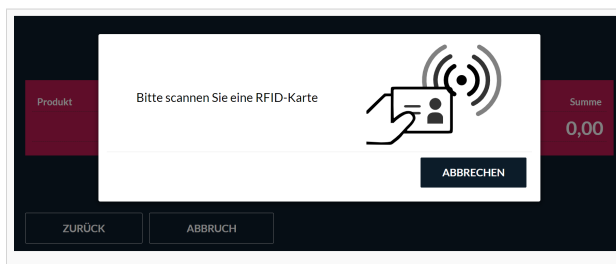 Bitte scannen Sie eine RFID-Karte
Produkt
Summe
0,00
ABBRECHEN
ZURÜCK
ABBRUCH